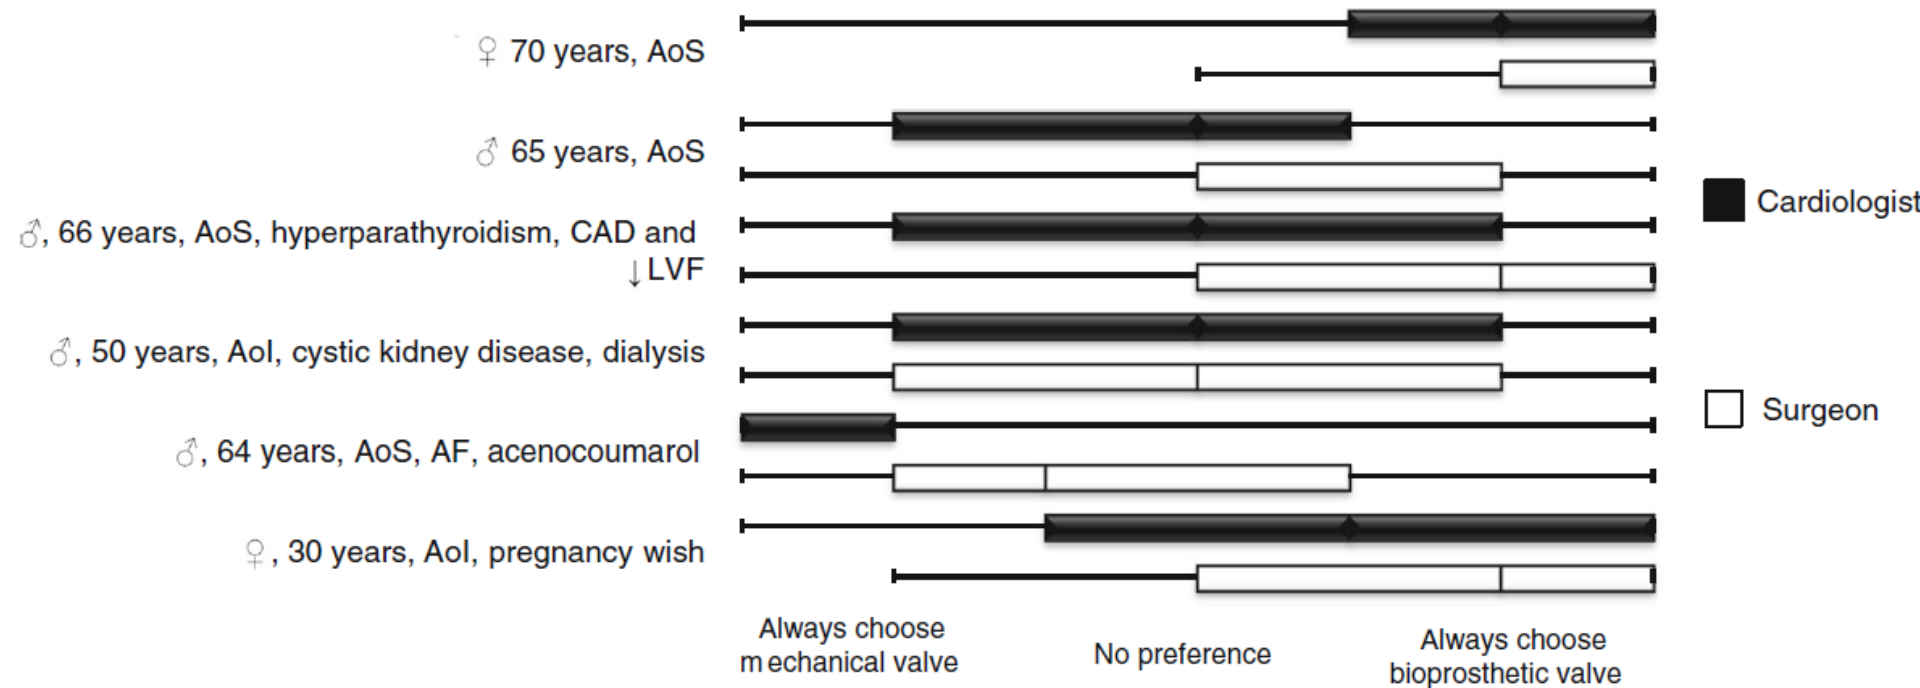 ♀ 70 years, AoS
♂ 65 years, AoS
♂, 66 years, AoS, hyperparathyroidism, CAD and
↓LVF
♂, 50 years, AoI, cystic kidney disease, dialysis
♂, 64 years, AoS, AF, acenocoumarol
♀, 30 years, AoI, pregnancy wish
Cardiologist
Surgeon
Always choose
mechanical valve
No preference
Always choose
bioprosthetic valve